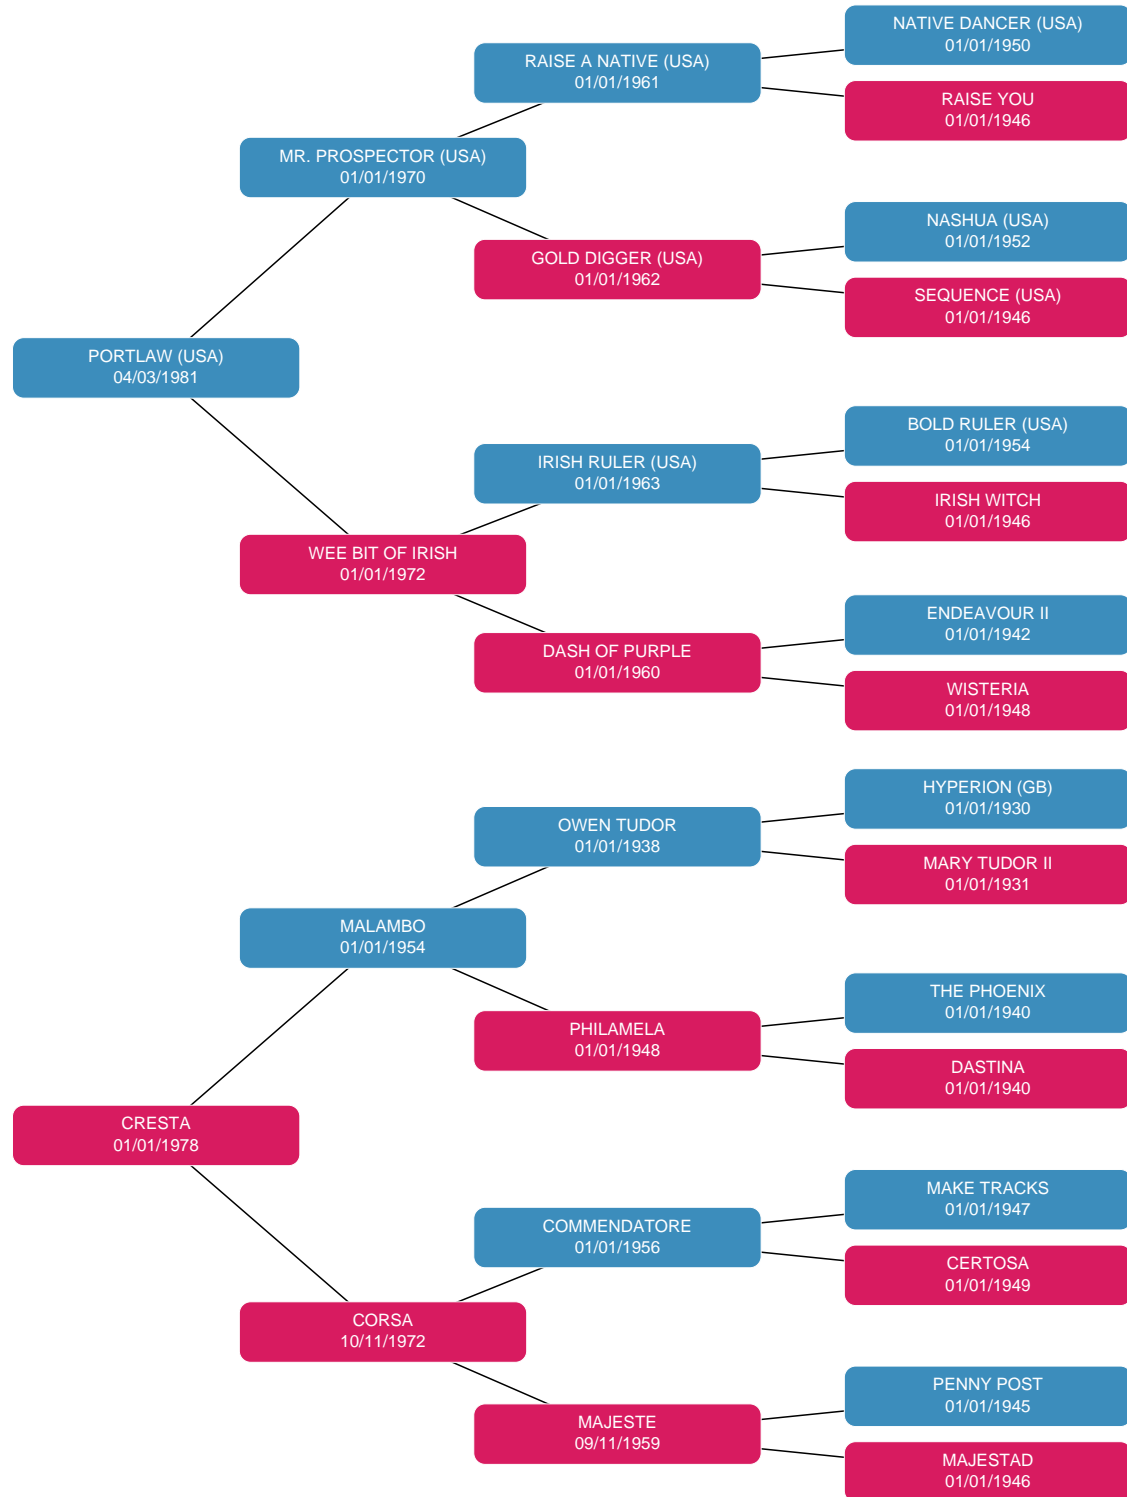 NATIVE DANCER (USA)
01/01/1950
RAISE A NATIVE (USA)
01/01/1961
RAISE YOU
01/01/1946
MR. PROSPECTOR (USA)
01/01/1970
NASHUA (USA)
01/01/1952
GOLD DIGGER (USA)
01/01/1962
SEQUENCE (USA)
01/01/1946
PORTLAW (USA)
04/03/1981
BOLD RULER (USA)
01/01/1954
IRISH RULER (USA)
01/01/1963
IRISH WITCH
01/01/1946
WEE BIT OF IRISH
01/01/1972
ENDEAVOUR II
01/01/1942
DASH OF PURPLE
01/01/1960
WISTERIA
01/01/1948
HYPERION (GB)
01/01/1930
OWEN TUDOR
01/01/1938
MARY TUDOR II
01/01/1931
MALAMBO
01/01/1954
THE PHOENIX
01/01/1940
PHILAMELA
01/01/1948
DASTINA
01/01/1940
CRESTA
01/01/1978
MAKE TRACKS
01/01/1947
COMMENDATORE
01/01/1956
CERTOSA
01/01/1949
CORSA
10/11/1972
PENNY POST
01/01/1945
MAJESTE
09/11/1959
MAJESTAD
01/01/1946